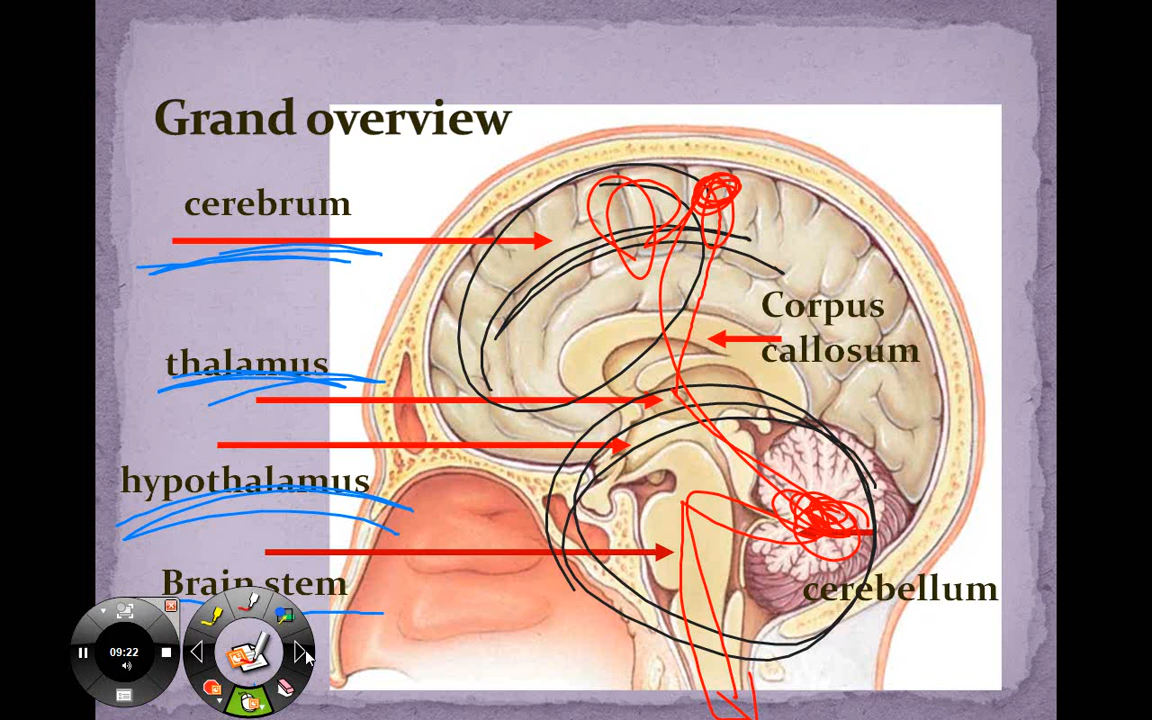 Grand overview
cerebrum
Corpus
callosum
thalamus
hypothalamus
Brain stem
cerebellum
09:22